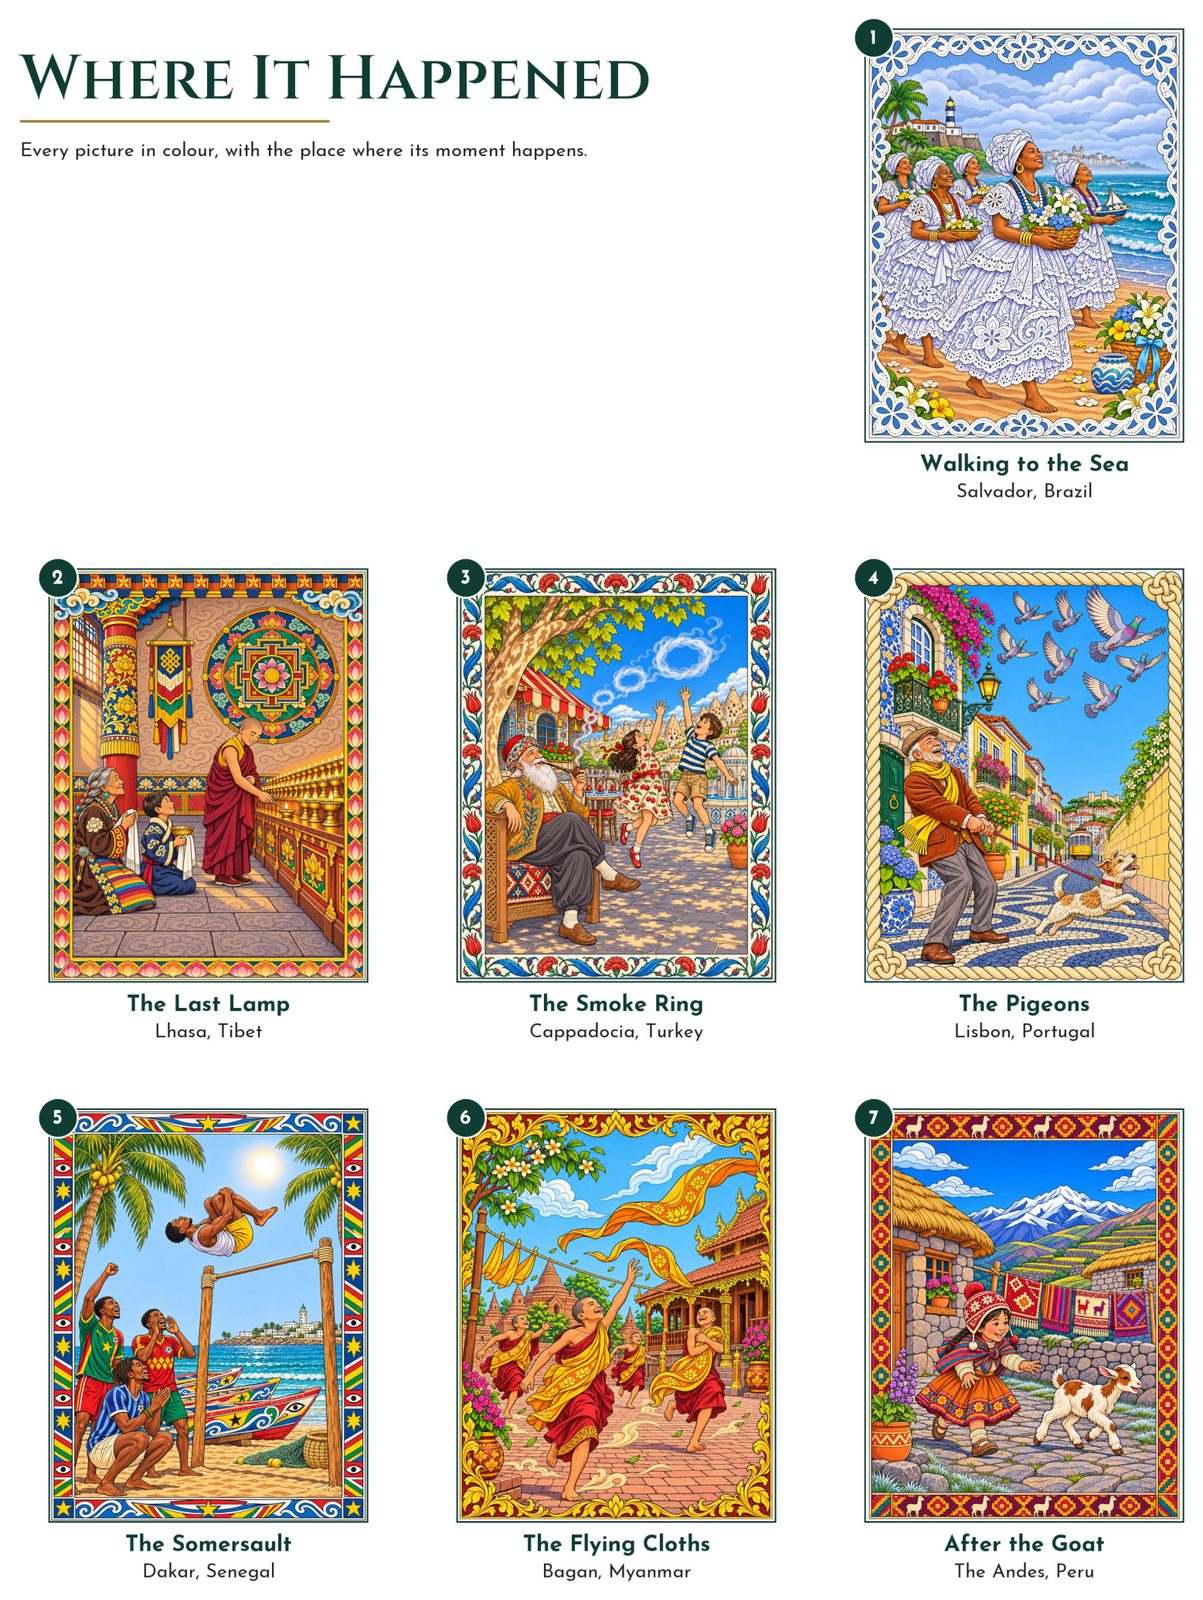 WHERE IT HAPPENED
Every picture in colour, with the place where its moment happens.
1
Walking to the Sea
Salvador, Brazil
2
The Last Lamp
Lhasa, Tibet
3
The Smoke Ring
Cappadocia, Turkey
4
The Pigeons
Lisbon, Portugal
5
The Somersault
Dakar, Senegal
6
The Flying Cloths
Bagan, Myanmar
7
After the Goat
The Andes, Peru